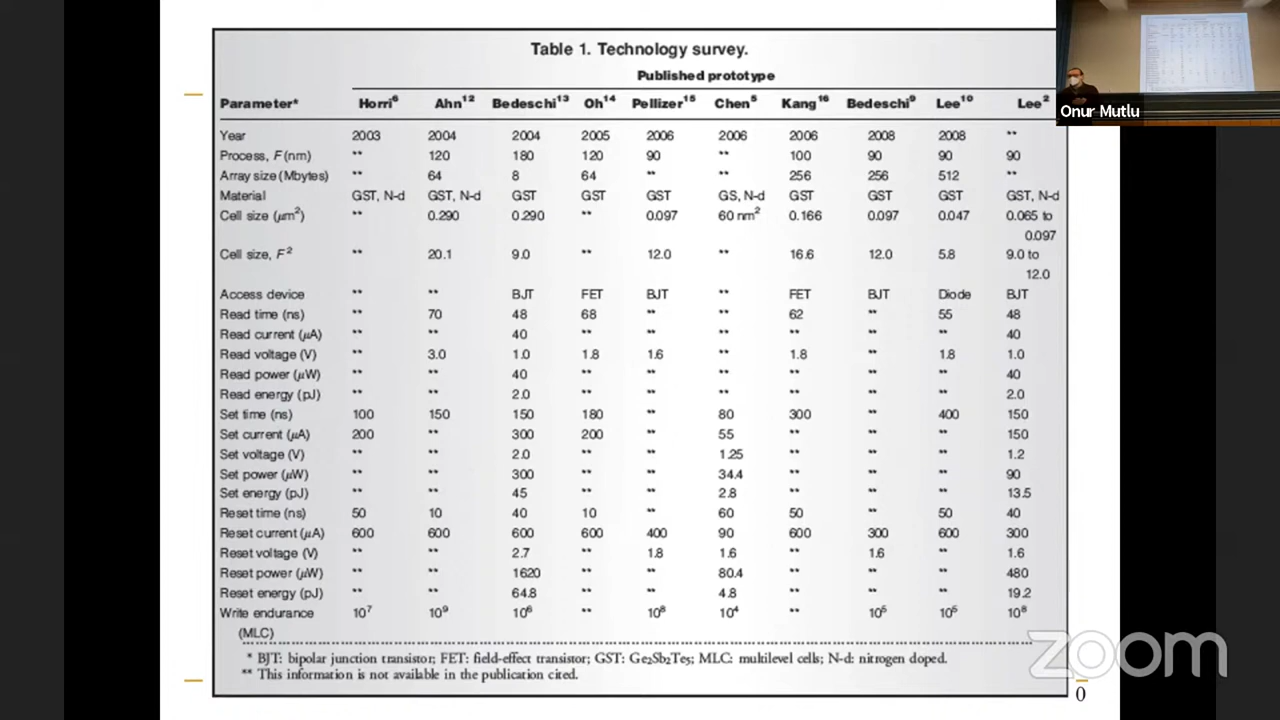 Table 1. Technology survey.
Published prototype
Parameter* Horri⁶ Ahn¹² Bedeschi¹³ Oh¹⁴ Pellizer¹⁵ Chen⁵ Kang¹⁶ Bedeschi⁹ Lee¹⁰ Lee²
Year 2003 2004 2004 2005 2006 2006 2006 2008 2008 **
Process, F (nm) ** 120 180 120 90 ** 100 90 90 90
Array size (Mbytes) ** 64 8 64 ** ** 256 256 512 **
Material GST, N-d GST, N-d GST GST GST GS, N-d GST GST GST GST, N-d
Cell size (μm²) ** 0.290 0.290 ** 0.097 60 nm² 0.166 0.097 0.047 0.065 to
0.097
Cell size, F² ** 20.1 9.0 ** 12.0 ** 16.6 12.0 5.8 9.0 to
12.0
Access device ** ** BJT FET BJT ** FET BJT Diode BJT
Read time (ns) ** 70 48 68 ** ** 62 ** 55 48
Read current (μA) ** ** 40 ** ** ** ** ** ** 40
Read voltage (V) ** 3.0 1.0 1.8 1.6 ** 1.8 ** 1.8 1.0
Read power (μW) ** ** 40 ** ** ** ** ** ** 40
Read energy (pJ) ** ** 2.0 ** ** ** ** ** ** 2.0
Set time (ns) 100 150 150 180 ** 80 300 ** 400 150
Set current (μA) 200 ** 300 200 ** 55 ** ** ** 150
Set voltage (V) ** ** 2.0 ** ** 1.25 ** ** ** 1.2
Set power (μW) ** ** 300 ** ** 34.4 ** ** ** 90
Set energy (pJ) ** ** 45 ** ** 2.8 ** ** ** 13.5
Reset time (ns) 50 10 40 10 ** 60 50 ** 50 40
Reset current (μA) 600 600 600 600 400 90 600 300 600 300
Reset voltage (V) ** ** 2.7 ** 1.8 1.6 ** 1.6 ** 1.6
Reset power (μW) ** ** 1620 ** ** 80.4 ** ** ** 480
Reset energy (pJ) ** ** 64.8 ** ** 4.8 ** ** ** 19.2
Write endurance 10⁷ 10⁹ 10⁶ ** 10⁸ 10⁴ ** 10⁵ 10⁵ 10⁸
(MLC)
* BJT: bipolar junction transistor; FET: field-effect transistor; GST: Ge₂Sb₂Te₅; MLC: multilevel cells; N-d: nitrogen doped.
** This information is not available in the publication cited.
Onur Mutlu
zoom
0